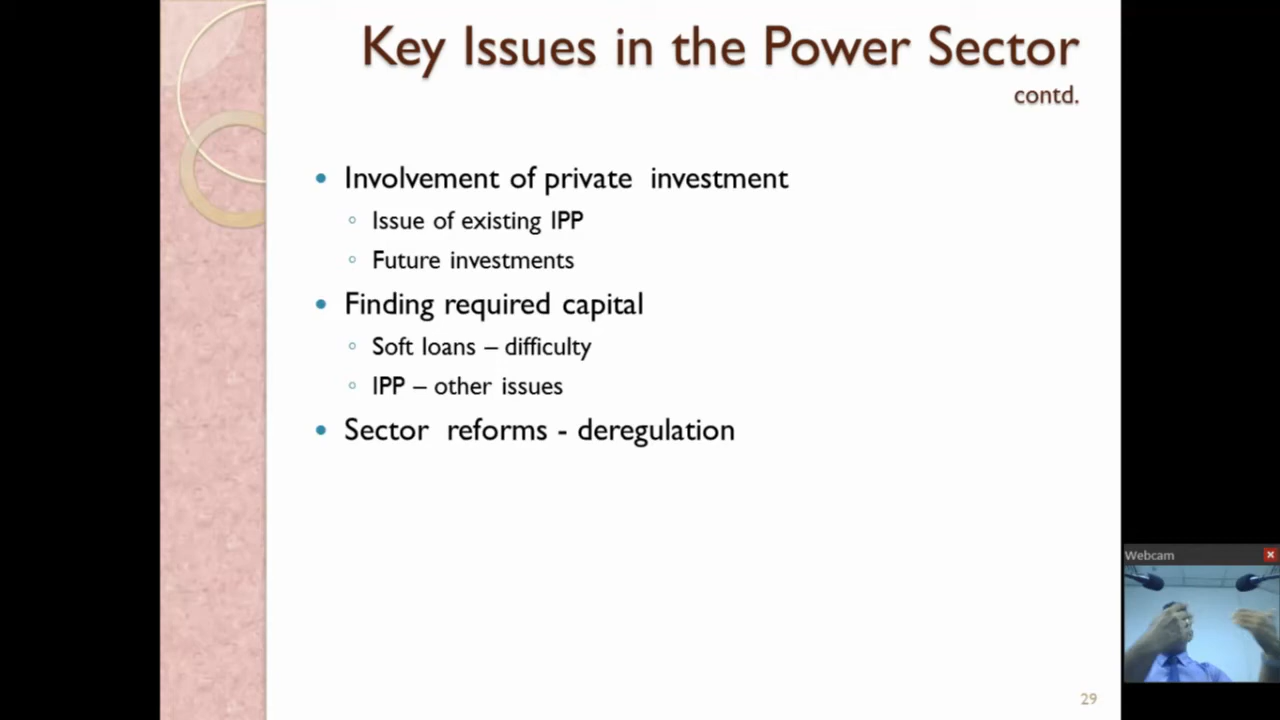 Key Issues in the Power Sector
contd.
• Involvement of private investment
◦ Issue of existing IPP
◦ Future investments
• Finding required capital
◦ Soft loans – difficulty
◦ IPP – other issues
• Sector reforms - deregulation
Webcam
29